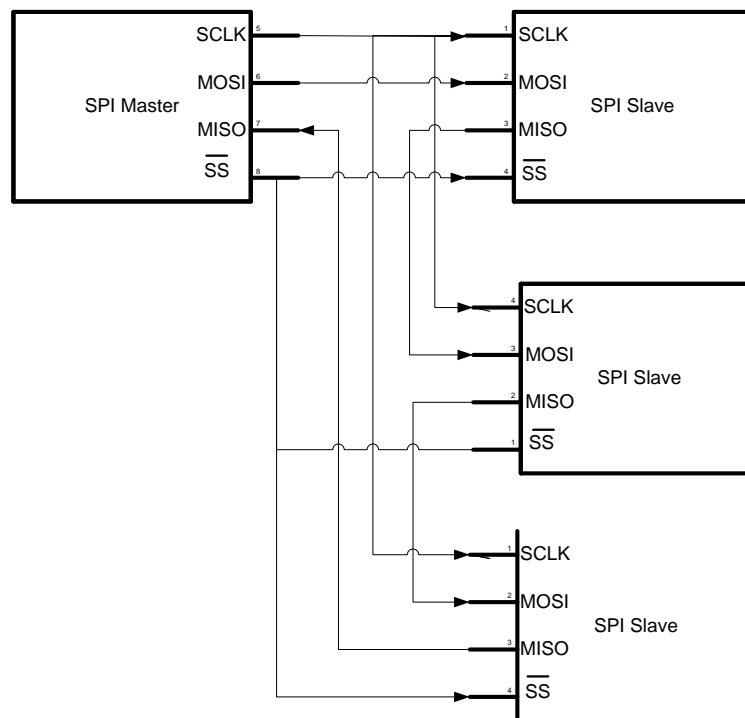 SPI Master
SCLK
5
MOSI
6
MISO
7
SS
8
1
SCLK
2
MOSI
SPI Slave
3
MISO
4
SS
4
SCLK
3
MOSI
SPI Slave
2
MISO
1
SS
1
SCLK
2
MOSI
SPI Slave
3
MISO
4
SS